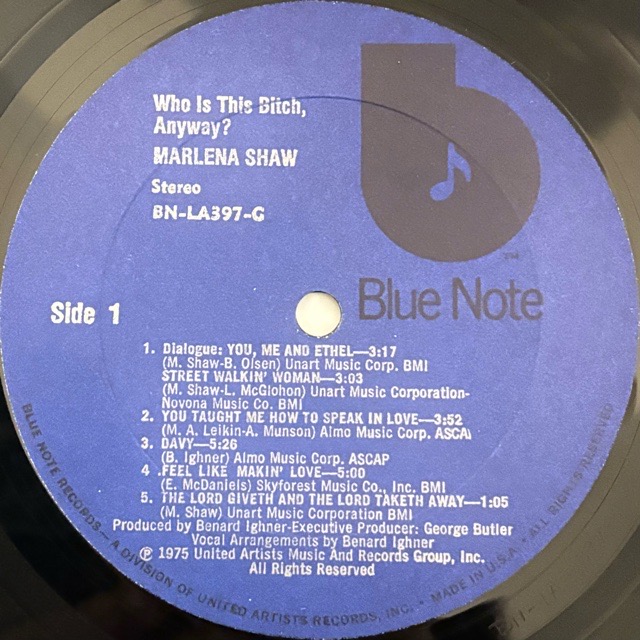 Who Is This Bitch,
Anyway?
MARLENA SHAW
Stereo
BN-LA397-G
TM
Blue Note
Side 1
1. Dialogue: YOU, ME AND ETHEL—3:17
(M. Shaw-B. Olsen) Unart Music Corp. BMI
STREET WALKIN' WOMAN—3:03
(M. Shaw-L. McGlohon) Unart Music Corporation-
Novona Music Co. BMI
2. YOU TAUGHT ME HOW TO SPEAK IN LOVE—3:52
(M. A. Leikin-A. Munson) Almo Music Corp. ASCAP
3. DAVY—5:26
(B. Ighner) Almo Music Corp. ASCAP
4. FEEL LIKE MAKIN' LOVE—5:00
(E. McDaniels) Skyforest Music Co., Inc. BMI
5. THE LORD GIVETH AND THE LORD TAKETH AWAY—1:05
(M. Shaw) Unart Music Corporation BMI
Produced by Benard Ighner-Executive Producer: George Butler
Vocal Arrangements by Benard Ighner
℗ 1975 United Artists Music And Records Group, Inc.
All Rights Reserved
BLUE NOTE RECORDS—A DIVISION OF UNITED ARTISTS RECORDS, INC. • MADE IN U.S.A. • ALL RIGHTS RESERVED